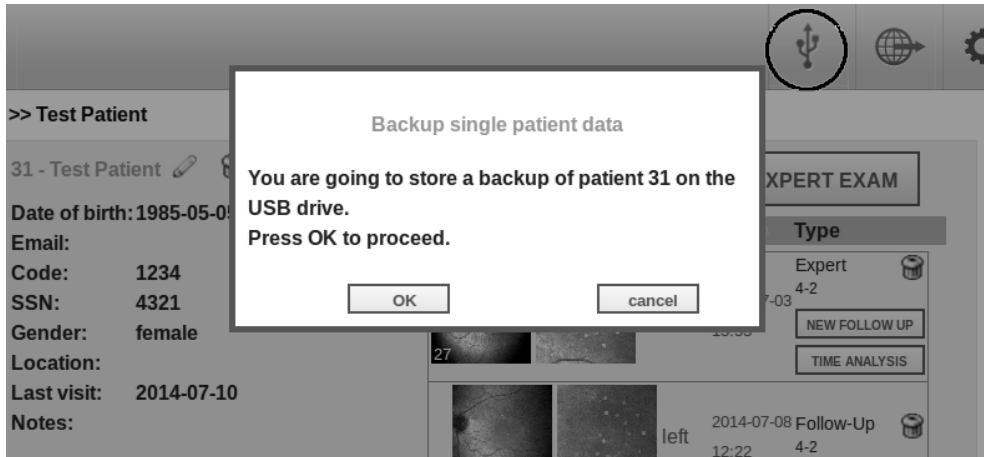 >> Test Patient
31 - Test Patient
Date of birth: 1985-05-0
Email:
Code: 1234
SSN: 4321
Gender: female
Location:
Last visit: 2014-07-10
Notes:
Backup single patient data
You are going to store a backup of patient 31 on the
USB drive.
Press OK to proceed.
OK
cancel
XPERT EXAM
Type
Expert
4-2
7-03
NEW FOLLOW UP
27
TIME ANALYSIS
left
2014-07-08 Follow-Up
12:22
4-2